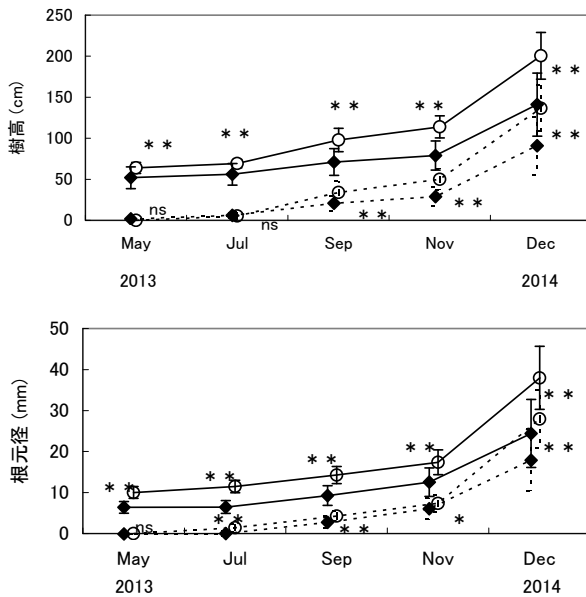 250
200
150
100
50
0
樹高 (cm)
** ** ** ** **
**
ns ns ** **
May Jul Sep Nov Dec
2013 2014
50
40
30
20
10
0
根元径 (mm)
** ** ** ** **
**
ns ** ** *
May Jul Sep Nov Dec
2013 2014